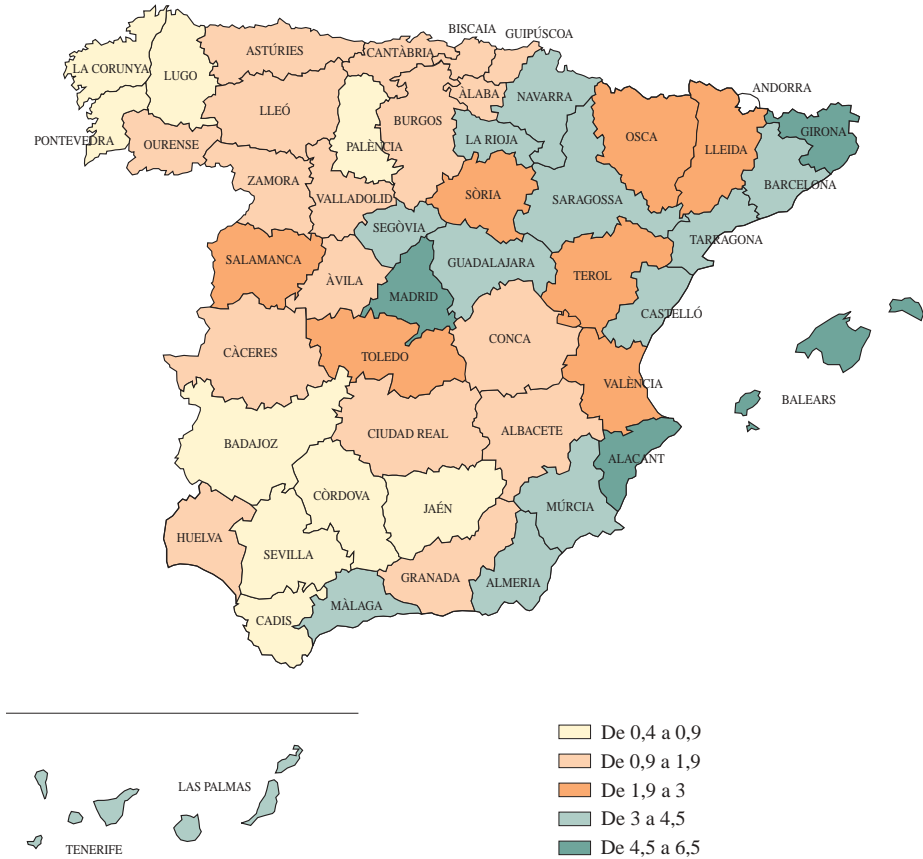 BISCAIA
GUIPÚSCOA
ASTÚRIES
CANTÀBRIA
LA CORUNYA
LUGO
ÀLABA
NAVARRA
ANDORRA
LLEÓ
BURGOS
PONTEVEDRA
OURENSE
PALÈNCIA
LA RIOJA
OSCA
LLEIDA
GIRONA
ZAMORA
VALLADOLID
SÒRIA
SARAGOSSA
BARCELONA
SEGÒVIA
TARRAGONA
SALAMANCA
ÀVILA
MADRID
GUADALAJARA
TEROL
CASTELLÓ
CÀCERES
TOLEDO
CONCA
VALÈNCIA
BALEARS
BADAJOZ
CIUDAD REAL
ALBACETE
ALACANT
CÒRDOVA
JAÉN
MÚRCIA
HUELVA
SEVILLA
GRANADA
ALMERIA
CADIS
MÀLAGA
LAS PALMAS
TENERIFE
De 0,4 a 0,9
De 0,9 a 1,9
De 1,9 a 3
De 3 a 4,5
De 4,5 a 6,5